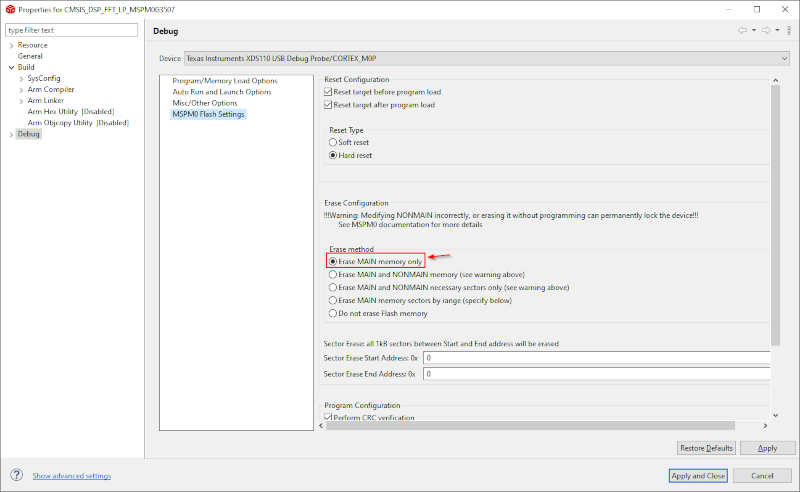 Properties for CMSIS_DSP_FFT_LP_MSPM0G3507
type filter text
Resource
General
Build
SysConfig
Arm Compiler
Arm Linker
Arm Hex Utility [Disabled]
Arm Objcopy Utility [Disabled]
Debug
Debug
Device Texas Instruments XDS110 USB Debug Probe/CORTEX_M0P
Program/Memory Load Options
Auto Run and Launch Options
Misc/Other Options
MSPM0 Flash Settings
Reset Configuration
Reset target before program load
Reset target after program load
Reset Type
Soft reset
Hard reset
Erase Configuration
!!!Warning: Modifying NONMAIN incorrectly, or erasing it without programming can permanently lock the device!!!
See MSPM0 documentation for more details
Erase method
Erase MAIN memory only
Erase MAIN and NONMAIN memory (see warning above)
Erase MAIN and NONMAIN necessary sectors only (see warning above)
Erase MAIN memory sectors by range (specify below)
Do not erase Flash memory
Sector Erase: all 1kB sectors between Start and End address will be erased
Sector Erase Start Address: 0x 0
Sector Erase End Address: 0x 0
Program Configuration
Perform CRC verification
Restore Defaults Apply
? Show advanced settings Apply and Close Cancel